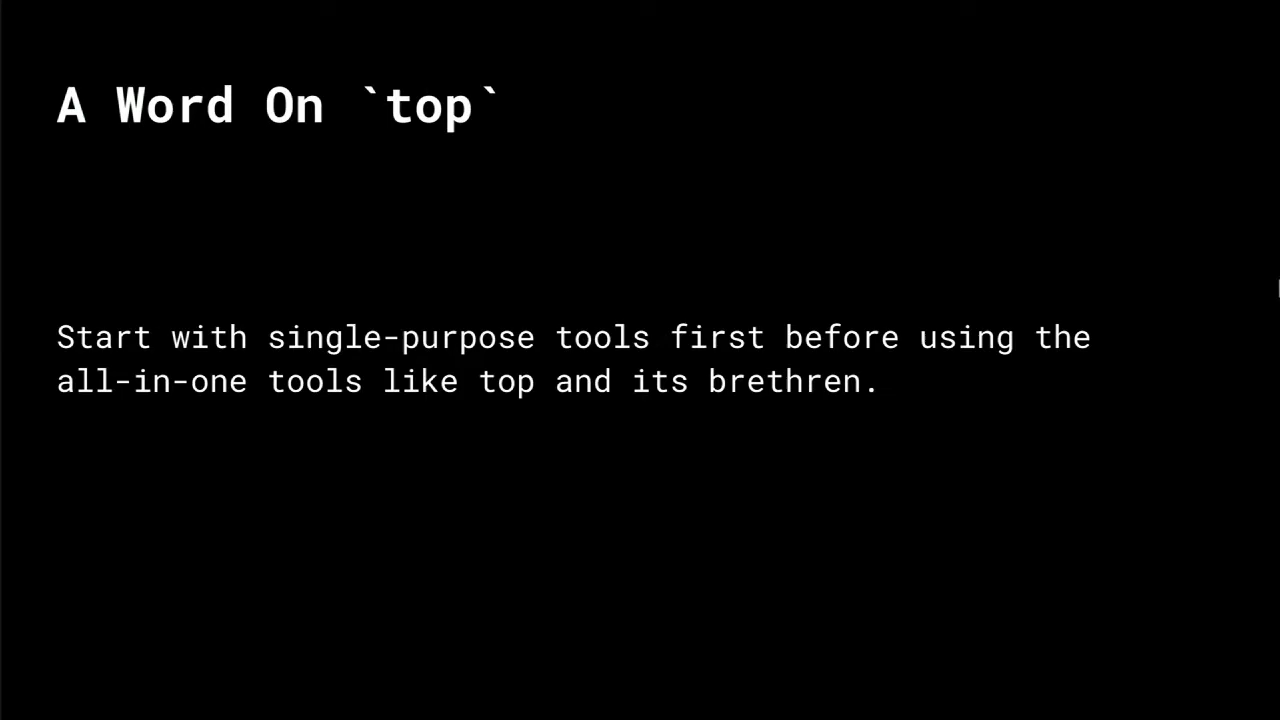 A Word On `top`
Start with single-purpose tools first before using the
all-in-one tools like top and its brethren.